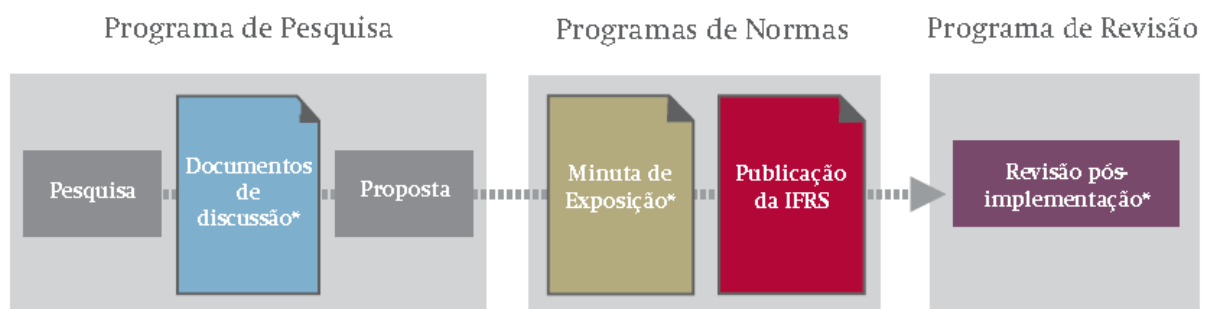 Programa de Pesquisa
Programas de Normas
Programa de Revisão
Pesquisa
Documentos
de
discussão*
Proposta
Minuta de
Exposição*
Publicação
da IFRS
Revisão pós-
implementação*